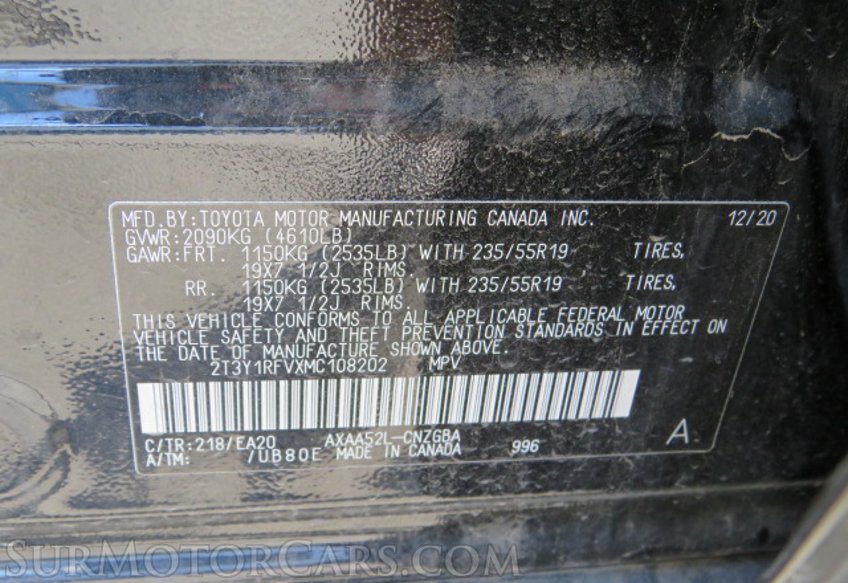 MFD.BY:TOYOTA MOTOR MANUFACTURING CANADA INC. 12/20
GVWR:2090KG (4610LB)
GAWR:FRT. 1150KG (2535LB) WITH 235/55R19 TIRES,
19X7 1/2J RIMS.
RR. 1150KG (2535LB) WITH 235/55R19 TIRES,
19X7 1/2J RIMS.
THIS VEHICLE CONFORMS TO ALL APPLICABLE FEDERAL MOTOR
VEHICLE SAFETY AND THEFT PREVENTION STANDARDS IN EFFECT ON
THE DATE OF MANUFACTURE SHOWN ABOVE.
2T3Y1RFVXMC108202 MPV
C/TR:218/EA20 AXAA52L-CNZGBA A
A/TM: /UB80E MADE IN CANADA 996
SurMotorCars.com